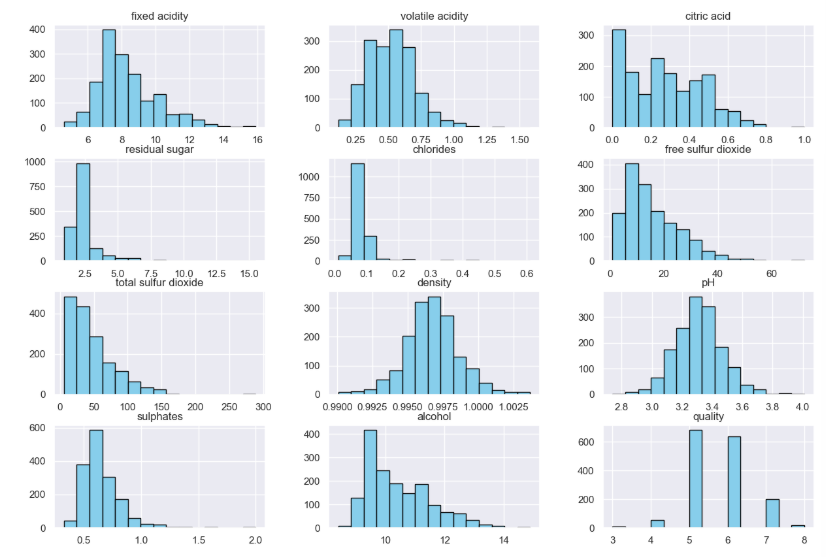 fixed acidity
400
300
200
100
0
6 8 10 12 14 16
volatile acidity
300
200
100
0
0.25 0.50 0.75 1.00 1.25 1.50
citric acid
300
200
100
0
0.0 0.2 0.4 0.6 0.8 1.0
residual sugar
1000
750
500
250
0
2.5 5.0 7.5 10.0 12.5 15.0
chlorides
1000
750
500
250
0
0.0 0.1 0.2 0.3 0.4 0.5 0.6
free sulfur dioxide
400
300
200
100
0
0 20 40 60
total sulfur dioxide
400
200
0
0 50 100 150 200 250 300
density
300
200
100
0
0.9900 0.9925 0.9950 0.9975 1.0000 1.0025
pH
300
200
100
0
2.8 3.0 3.2 3.4 3.6 3.8 4.0
sulphates
600
400
200
0
0.5 1.0 1.5 2.0
alcohol
400
300
200
100
0
10 12 14
quality
600
400
200
0
3 4 5 6 7 8